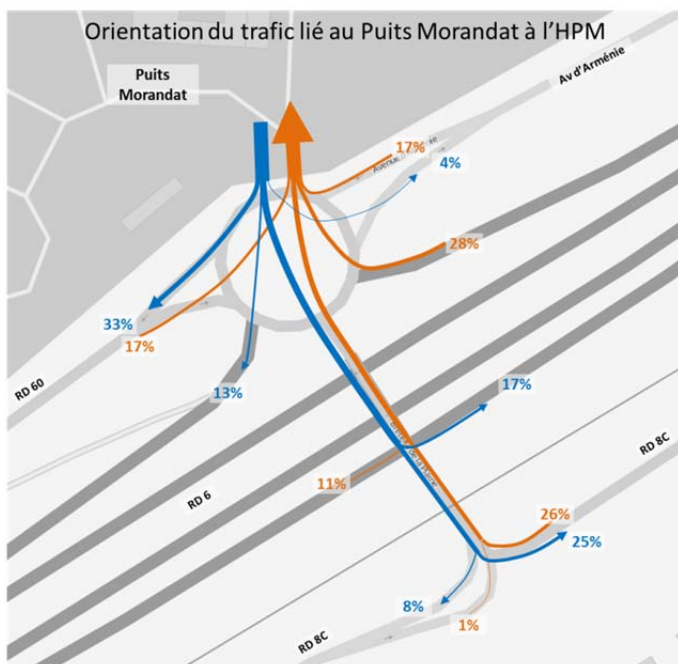 Orientation du trafic lié au Puits Morandat à l’HPM
Puits
Morandat
Av d’Arménie
17%
4%
28%
33%
17%
13%
17%
RD 60
RD 6
11%
RD 8C
26%
25%
8%
1%
RD 8C